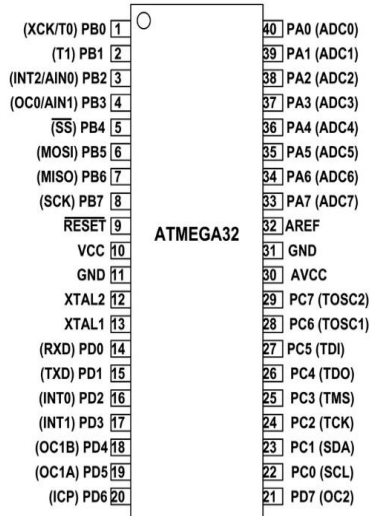 (XCK/T0) PB0 1
(T1) PB1 2
(INT2/AIN0) PB2 3
(OC0/AIN1) PB3 4
(SS) PB4 5
(MOSI) PB5 6
(MISO) PB6 7
(SCK) PB7 8
RESET 9
VCC 10
GND 11
XTAL2 12
XTAL1 13
(RXD) PD0 14
(TXD) PD1 15
(INT0) PD2 16
(INT1) PD3 17
(OC1B) PD4 18
(OC1A) PD5 19
(ICP) PD6 20
ATMEGA32
40 PA0 (ADC0)
39 PA1 (ADC1)
38 PA2 (ADC2)
37 PA3 (ADC3)
36 PA4 (ADC4)
35 PA5 (ADC5)
34 PA6 (ADC6)
33 PA7 (ADC7)
32 AREF
31 GND
30 AVCC
29 PC7 (TOSC2)
28 PC6 (TOSC1)
27 PC5 (TDI)
26 PC4 (TDO)
25 PC3 (TMS)
24 PC2 (TCK)
23 PC1 (SDA)
22 PC0 (SCL)
21 PD7 (OC2)